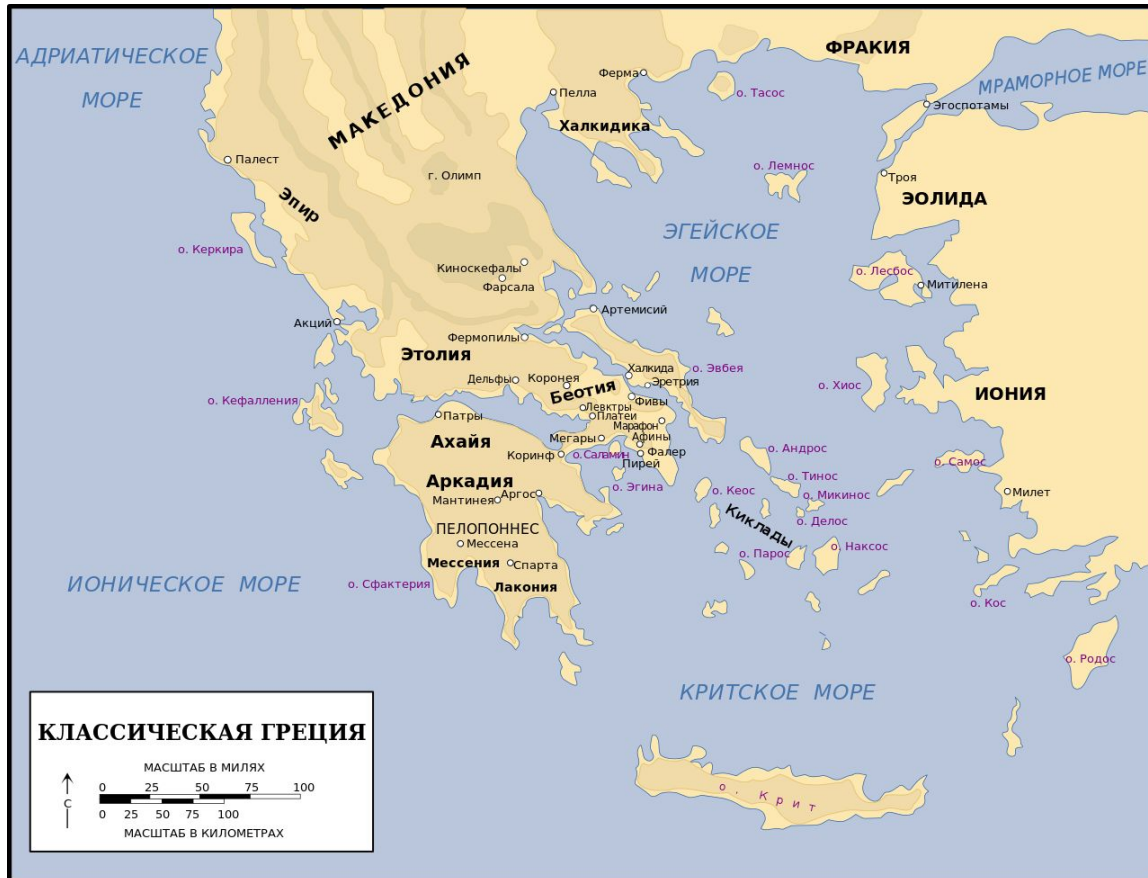 АДРИАТИЧЕСКОЕ
МОРЕ
МАКЕДОНИЯ
ФРАКИЯ
МРАМОРНОЕ МОРЕ
Ферма
Пелла
о. Тасос
Эгоспотамы
Халкидика
Палест
г. Олимп
о. Лемнос
Троя
Эпир
ЭОЛИДА
ЭГЕЙСКОЕ
МОРЕ
о. Керкира
Киноскефалы
Фарсала
о. Лесбос
Митилена
Акций
Артемисий
Фермопилы
Этолия
Дельфы
Коронея
Халкида
о. Эвбея
Эретрия
Беотия
о. Хиос
ИОНИЯ
о. Кефалления
Фивы
Левктры
Платеи
Патры
Марафон
Ахайя
Мегары
Афины
Коринф
о.Саламин
Фалер
Пирей
о. Андрос
о. Самос
Аркадия
о. Тинос
Мантинея
Аргос
о. Эгина
о. Кеос
о. Микинос
Милет
Киклады
о. Делос
ПЕЛОПОННЕС
Мессена
о. Наксос
Мессения
Спарта
о. Парос
ИОНИЧЕСКОЕ МОРЕ
о. Сфактерия
Лакония
о. Кос
о. Родос
КРИТСКОЕ МОРЕ
о. Крит
КЛАССИЧЕСКАЯ ГРЕЦИЯ
МАСШТАБ В МИЛЯХ
0 25 50 75 100
С
0 25 50 75 100
МАСШТАБ В КИЛОМЕТРАХ